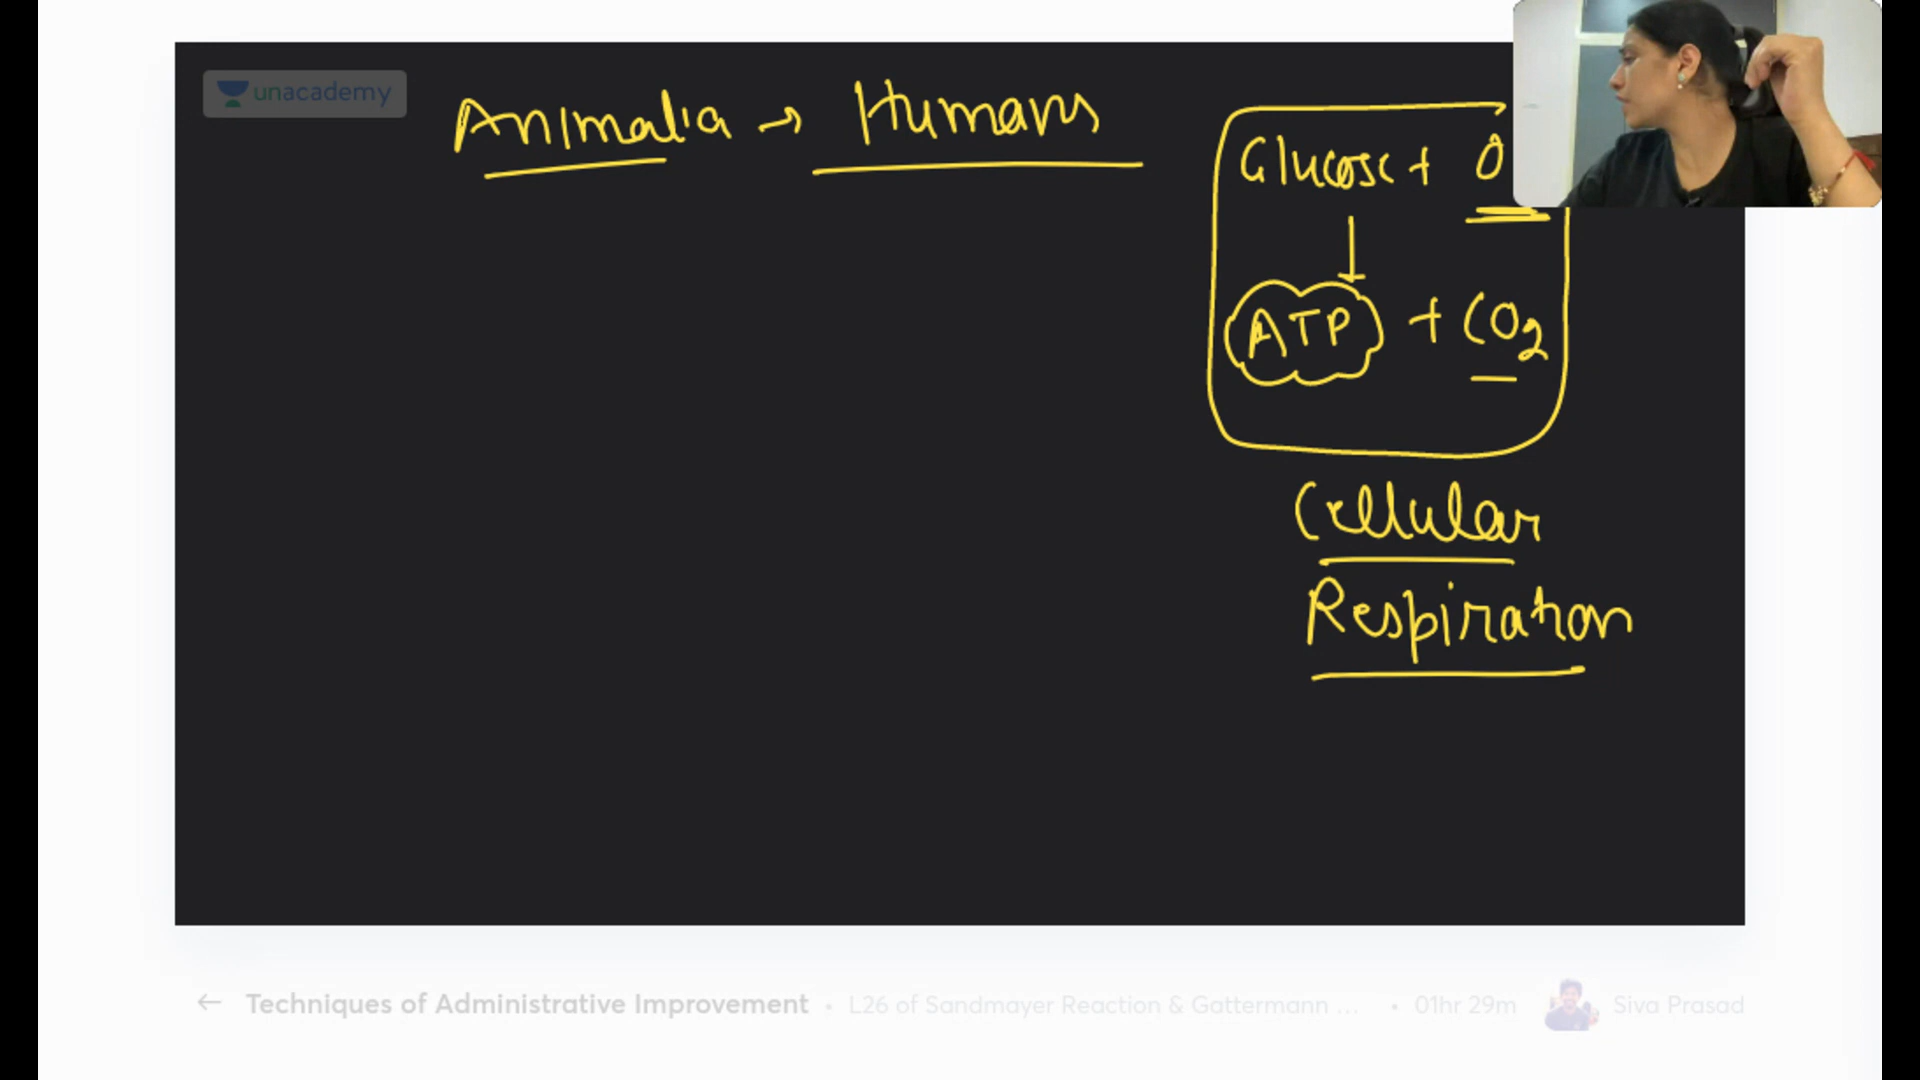 unacademy
Animalia → Humans
Glucose + O
↓
ATP + CO₂
Cellular
Respiration
← Techniques of Administrative Improvement • L26 of Sandmayer Reaction & Gattermann ... • 01hr 29m Siva Prasad